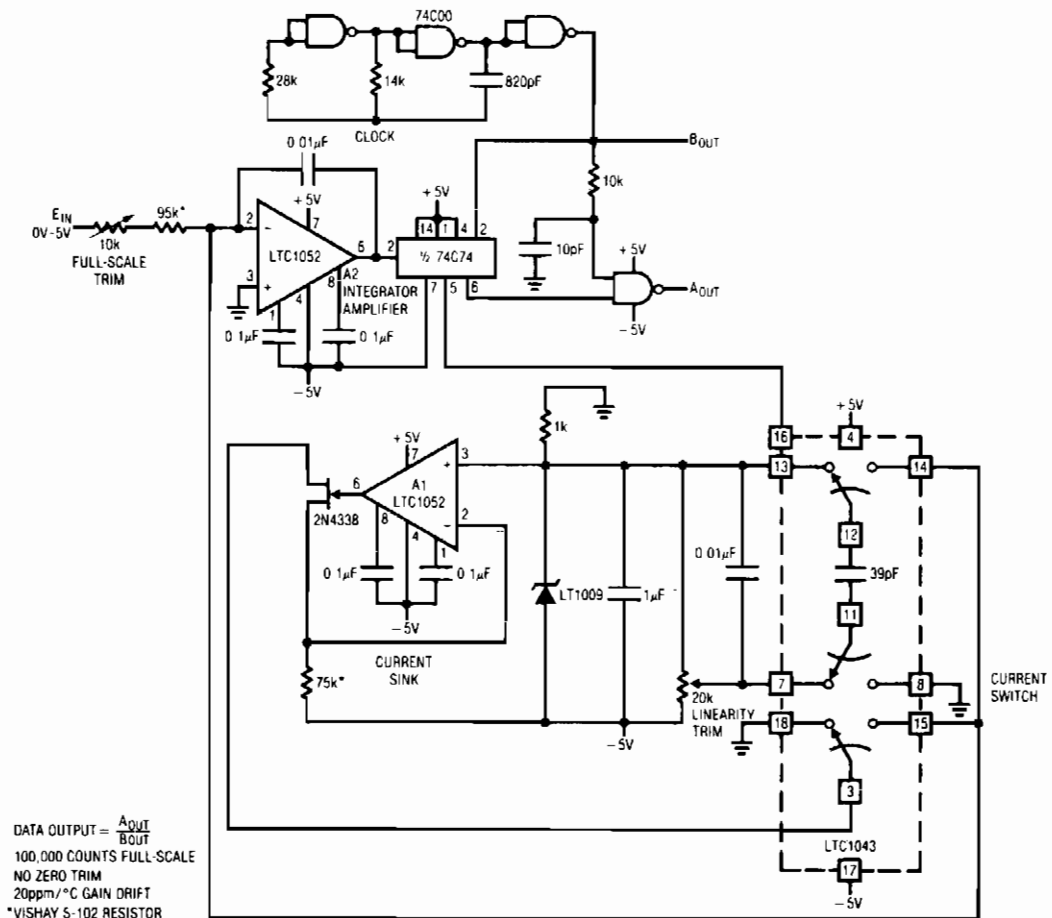 74C00
28k
14k
820pF
CLOCK
BOUT
0 01µF
+5V
10k
EIN
0V-5V
95k*
10k
FULL-SCALE
TRIM
2
7
LTC1052
6
3
4
8
1
A2
INTEGRATOR
AMPLIFIER
0 1µF
0 1µF
-5V
+5V
14
1
4
2
2
½ 74C74
7
5
6
10pF
+5V
AOUT
-5V
1k
+5V
16
4
13
14
+5V
7
3
A1
LTC1052
6
2
8
4
1
2N4338
0 1µF
0 1µF
-5V
12
0 01µF
39pF
11
LT1009
1µF
75k*
CURRENT
SINK
20k
LINEARITY
TRIM
-5V
7
8
CURRENT
SWITCH
18
15
3
LTC1043
17
-5V
DATA OUTPUT = AOUT
BOUT
100,000 COUNTS FULL-SCALE
NO ZERO TRIM
20ppm/°C GAIN DRIFT
*VISHAY S-102 RESISTOR